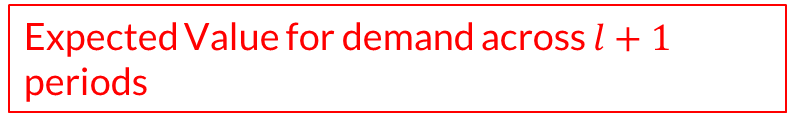 Expected Value for demand across l + 1
periods